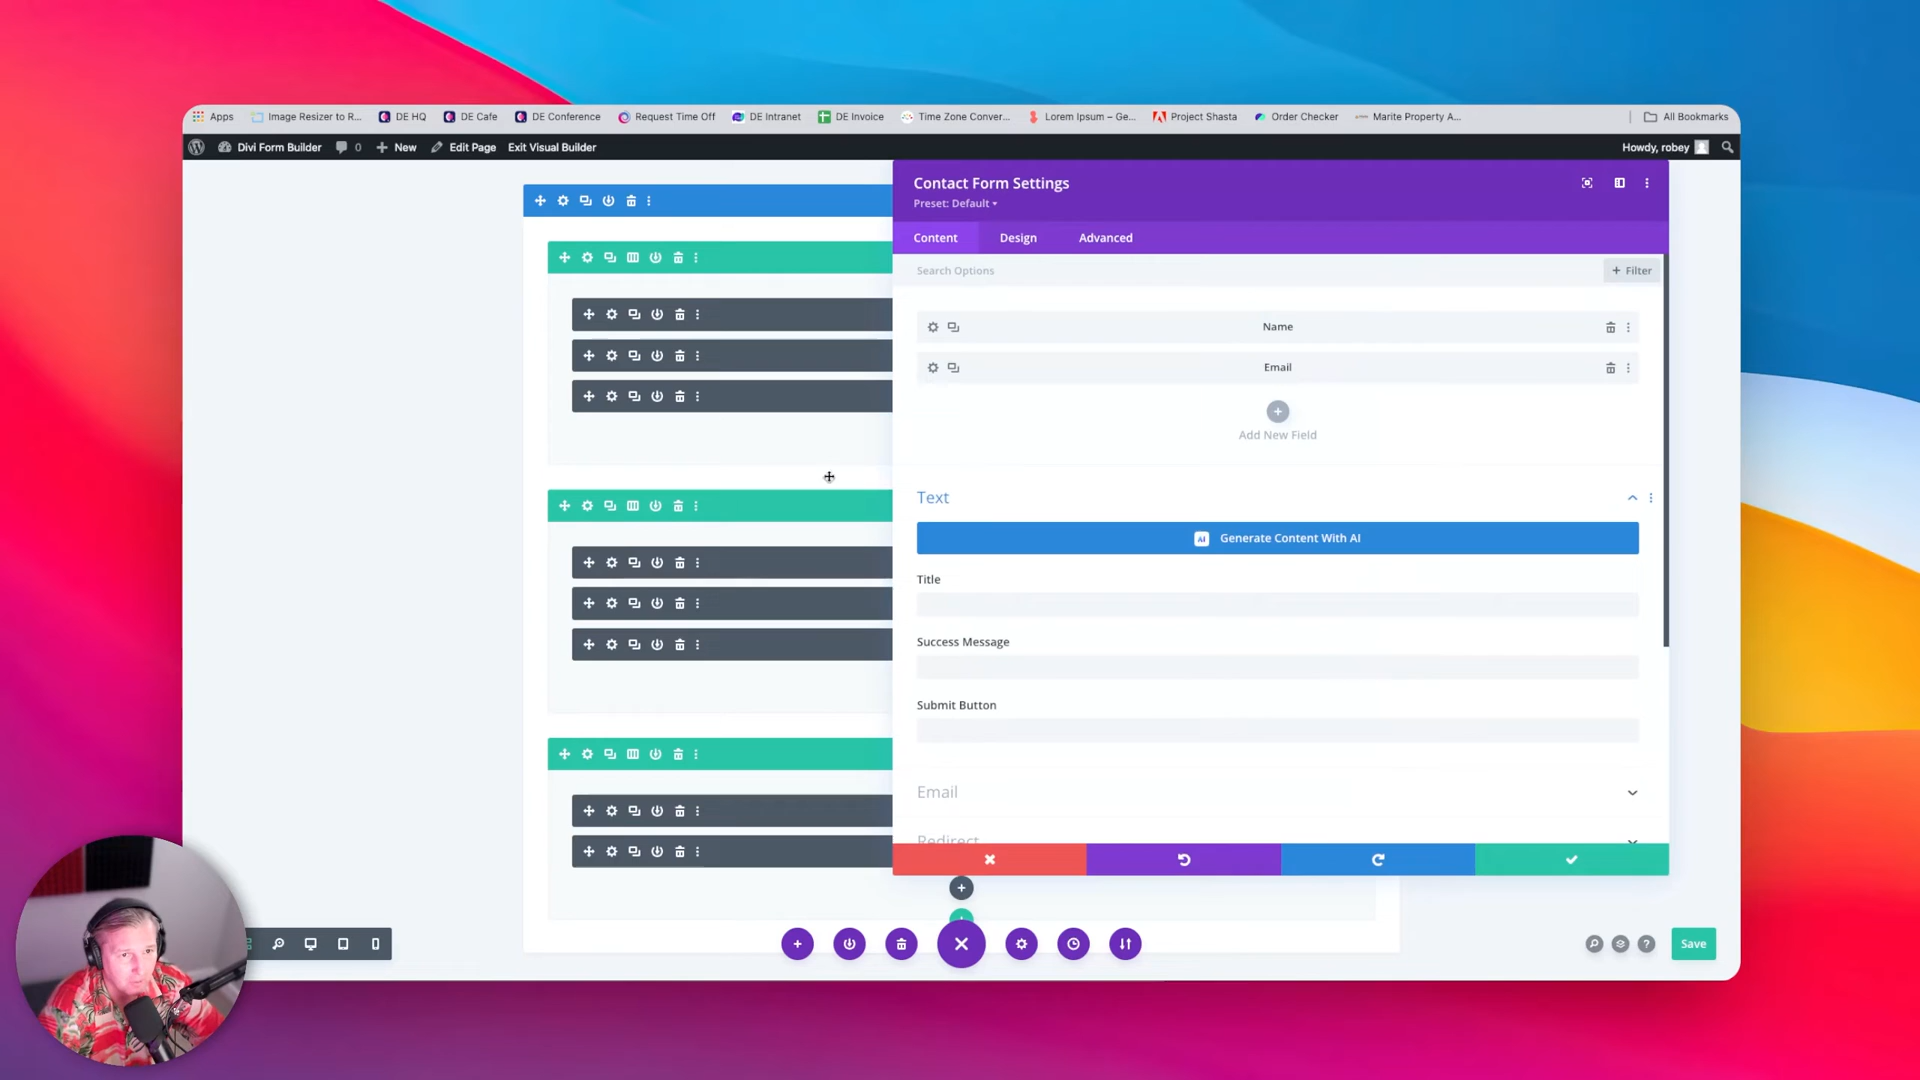 Apps Image Resizer to R... DE HQ DE Cafe DE Conference Request Time Off DE Intranet DE Invoice Time Zone Conver... Lorem Ipsum – Ge... Project Shasta Order Checker Marite Property A... All Bookmarks
Divi Form Builder 0 New Edit Page Exit Visual Builder Howdy, robey
Contact Form Settings
Preset: Default
Content Design Advanced
Search Options + Filter
Name
Email
Add New Field
Text
AI Generate Content With AI
Title
Success Message
Submit Button
Email
Redirect
Save